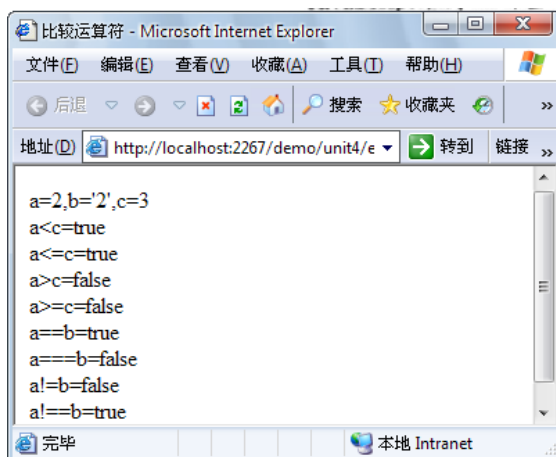 比较运算符 - Microsoft Internet Explorer
文件(F) 编辑(E) 查看(V) 收藏(A) 工具(T) 帮助(H)
后退 搜索 收藏夹 »
地址(D) http://localhost:2267/demo/unit4/e 转到 链接 »
a=2,b='2',c=3
a<c=true
a<=c=true
a>c=false
a>=c=false
a==b=true
a===b=false
a!=b=false
a!==b=true
完毕 本地 Intranet